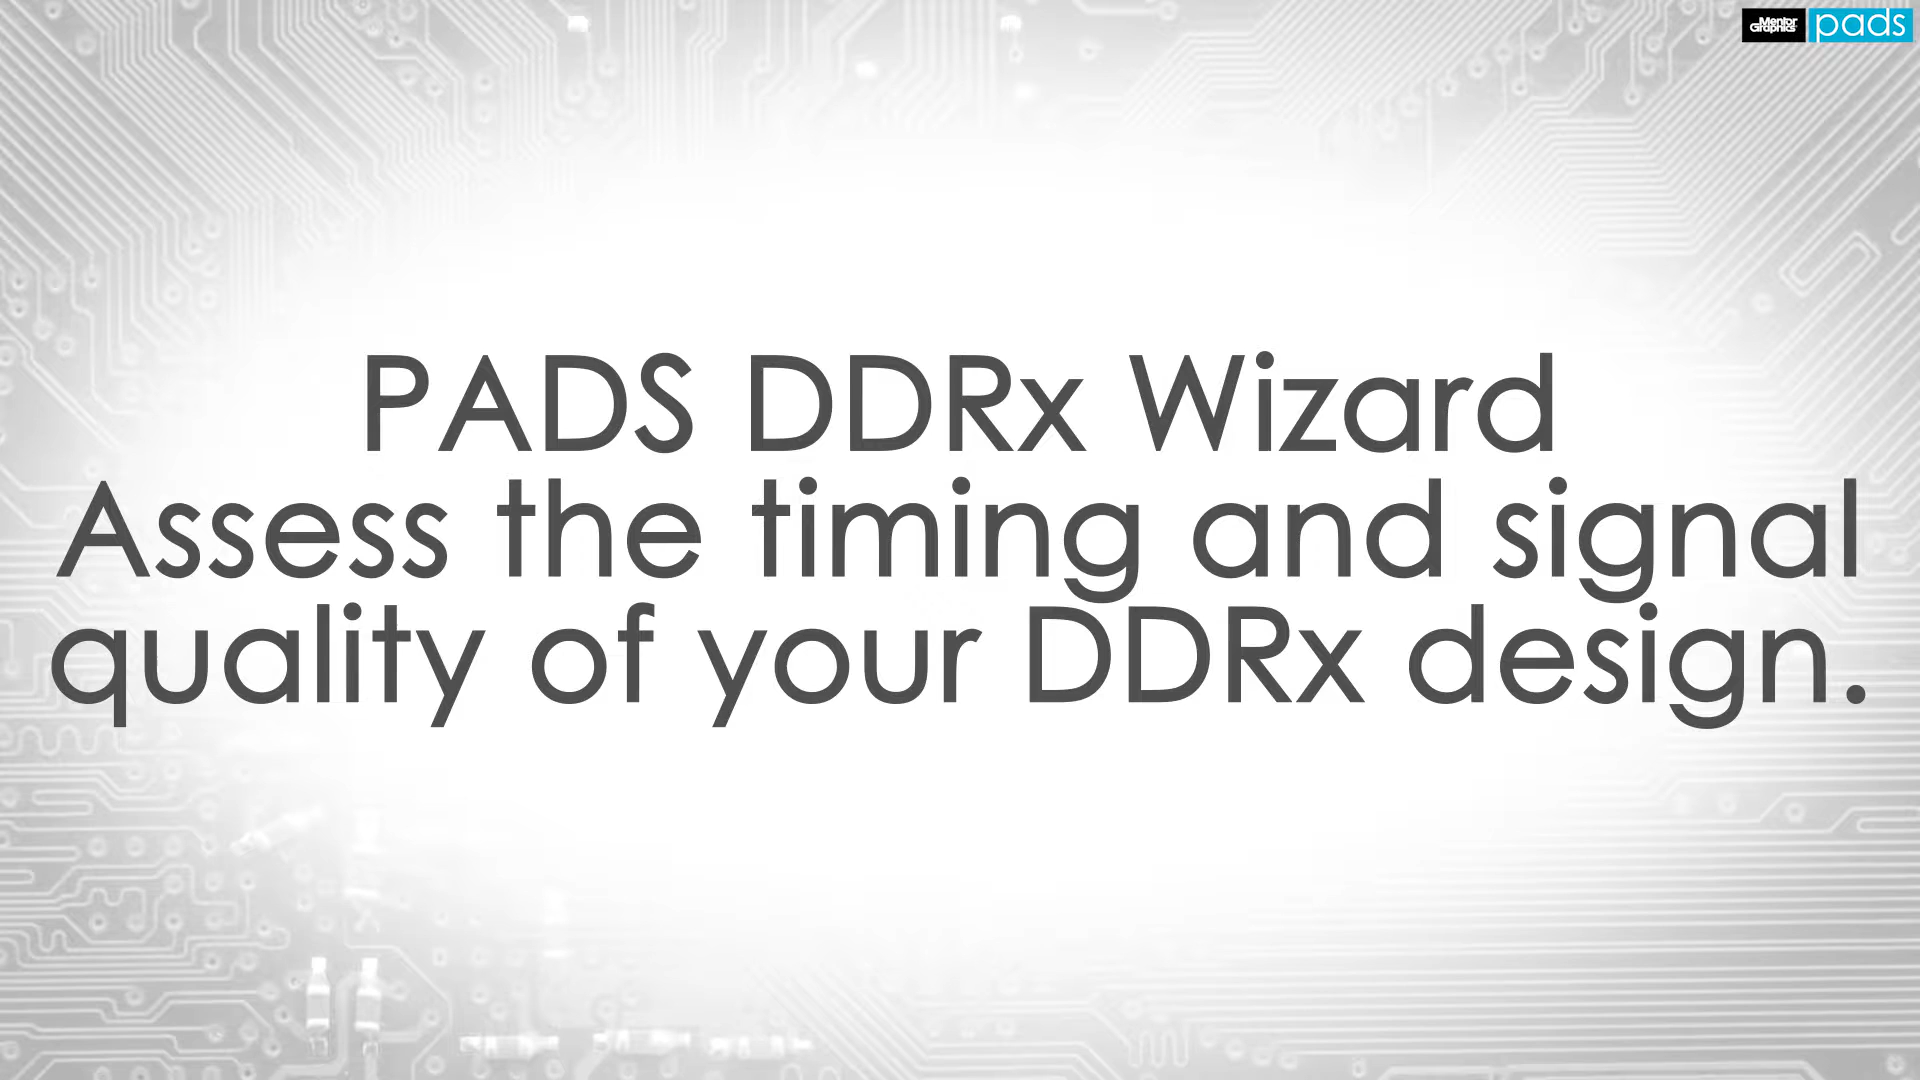 Mentor
Graphics
pads
PADS DDRx Wizard
Assess the timing and signal
quality of your DDRx design.